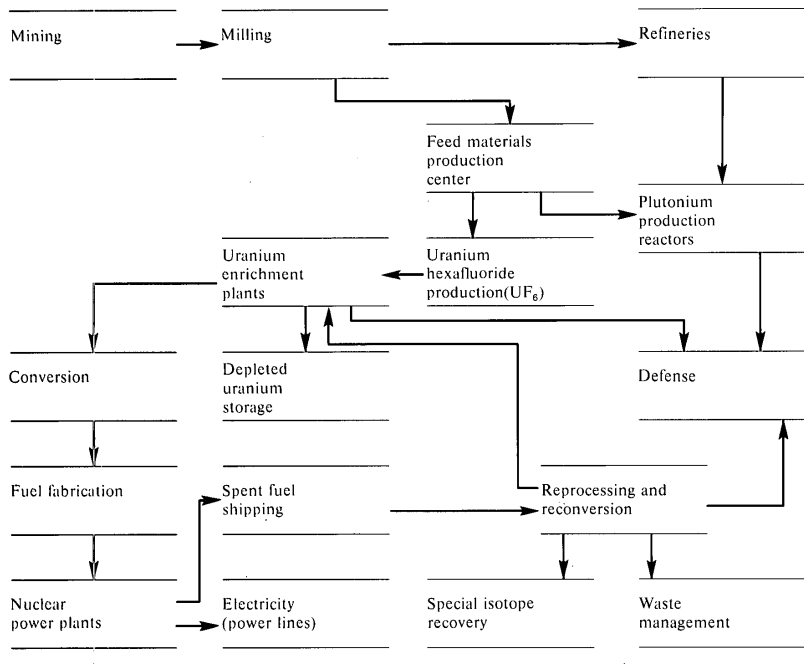 Mining
Milling
Refineries
Feed materials
production
center
Plutonium
production
reactors
Uranium
enrichment
plants
Uranium
hexafluoride
production(UF₆)
Conversion
Depleted
uranium
storage
Defense
Fuel fabrication
Spent fuel
shipping
Reprocessing and
reconversion
Nuclear
power plants
Electricity
(power lines)
Special isotope
recovery
Waste
management